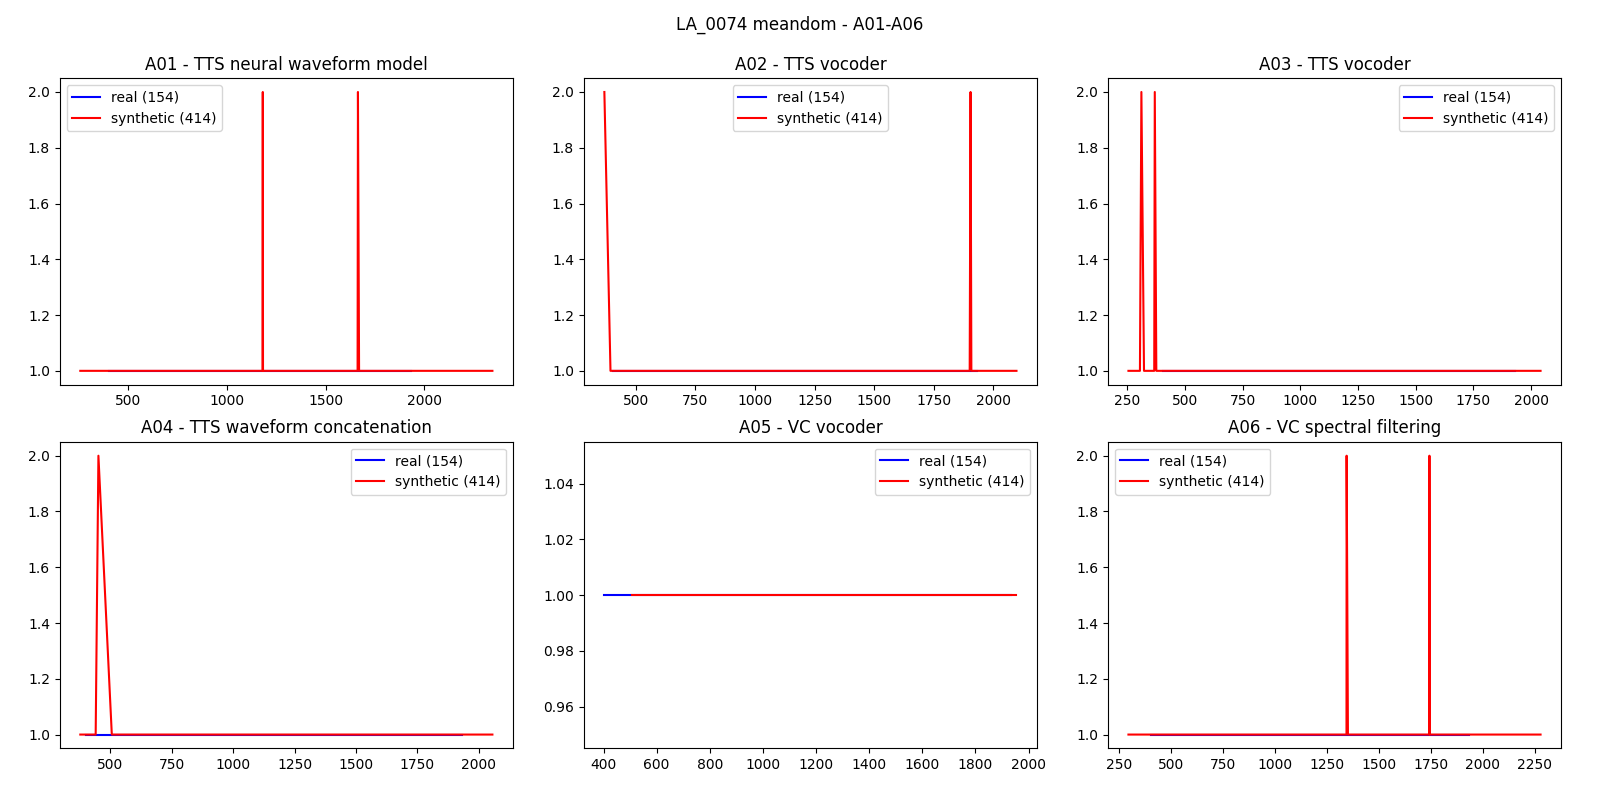 LA_0074 meandom - A01-A06
A01 - TTS neural waveform model
real (154)
synthetic (414)
2.0
1.8
1.6
1.4
1.2
1.0
500 1000 1500 2000
A02 - TTS vocoder
real (154)
synthetic (414)
2.0
1.8
1.6
1.4
1.2
1.0
500 750 1000 1250 1500 1750 2000
A03 - TTS vocoder
real (154)
synthetic (414)
2.0
1.8
1.6
1.4
1.2
1.0
250 500 750 1000 1250 1500 1750 2000
A04 - TTS waveform concatenation
real (154)
synthetic (414)
2.0
1.8
1.6
1.4
1.2
1.0
500 750 1000 1250 1500 1750 2000
A05 - VC vocoder
real (154)
synthetic (414)
1.04
1.02
1.00
0.98
0.96
400 600 800 1000 1200 1400 1600 1800 2000
A06 - VC spectral filtering
real (154)
synthetic (414)
2.0
1.8
1.6
1.4
1.2
1.0
250 500 750 1000 1250 1500 1750 2000 2250